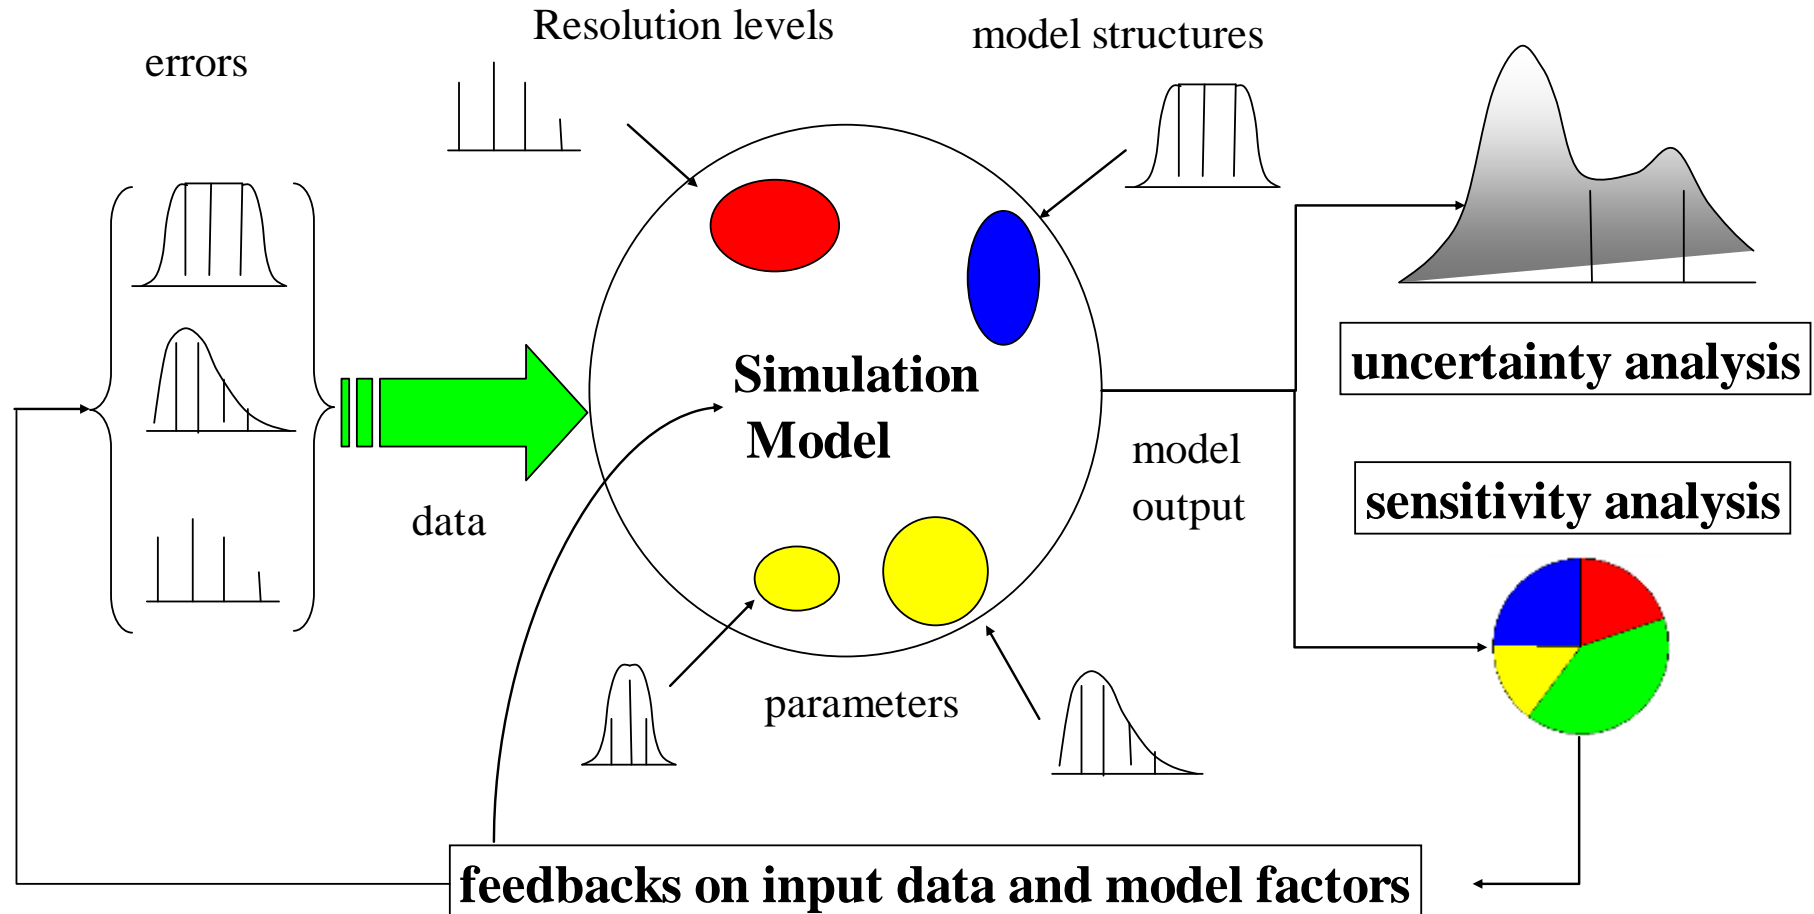 Resolution levels
model structures
errors
Simulation
Model
uncertainty analysis
model
output
sensitivity analysis
data
parameters
feedbacks on input data and model factors